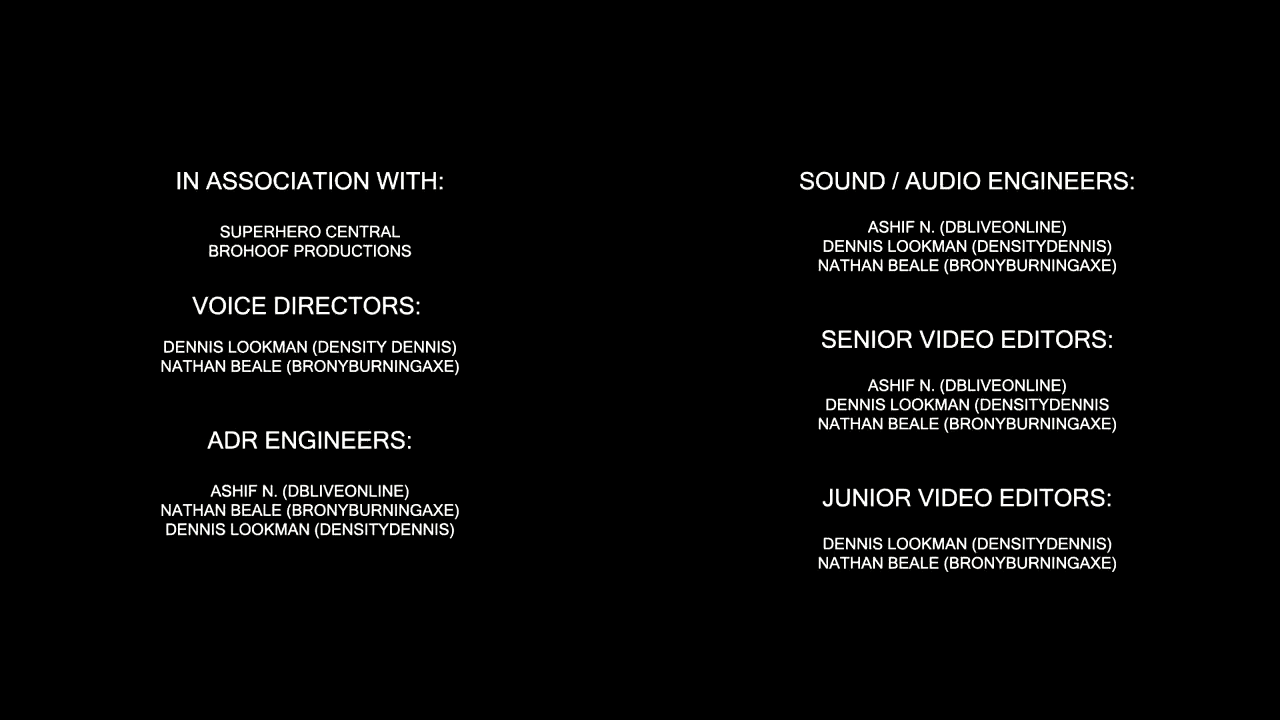 IN ASSOCIATION WITH:
SUPERHERO CENTRAL
BROHOOF PRODUCTIONS
VOICE DIRECTORS:
DENNIS LOOKMAN (DENSITY DENNIS)
NATHAN BEALE (BRONYBURNINGAXE)
ADR ENGINEERS:
ASHIF N. (DBLIVEONLINE)
NATHAN BEALE (BRONYBURNINGAXE)
DENNIS LOOKMAN (DENSITYDENNIS)
SOUND / AUDIO ENGINEERS:
ASHIF N. (DBLIVEONLINE)
DENNIS LOOKMAN (DENSITYDENNIS)
NATHAN BEALE (BRONYBURNINGAXE)
SENIOR VIDEO EDITORS:
ASHIF N. (DBLIVEONLINE)
DENNIS LOOKMAN (DENSITYDENNIS
NATHAN BEALE (BRONYBURNINGAXE)
JUNIOR VIDEO EDITORS:
DENNIS LOOKMAN (DENSITYDENNIS)
NATHAN BEALE (BRONYBURNINGAXE)